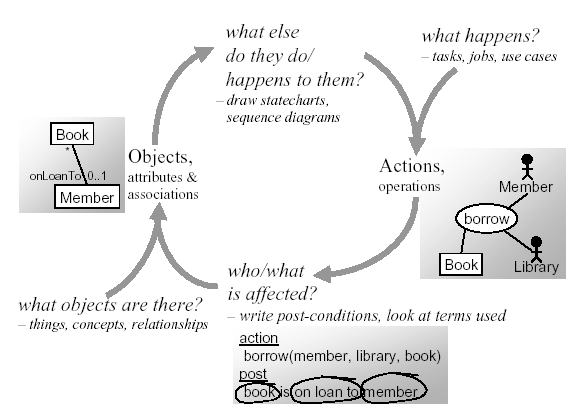 what else
do they do/
happens to them?
– draw statecharts,
sequence diagrams
what happens?
– tasks, jobs, use cases
Book
*
onLoanTo 0..1
Member
Objects,
attributes &
associations
Actions,
operations
Member
borrow
Book
Library
what objects are there?
– things, concepts, relationships
who/what
is affected?
– write post-conditions, look at terms used
action
borrow(member, library, book)
post
book is on loan to member